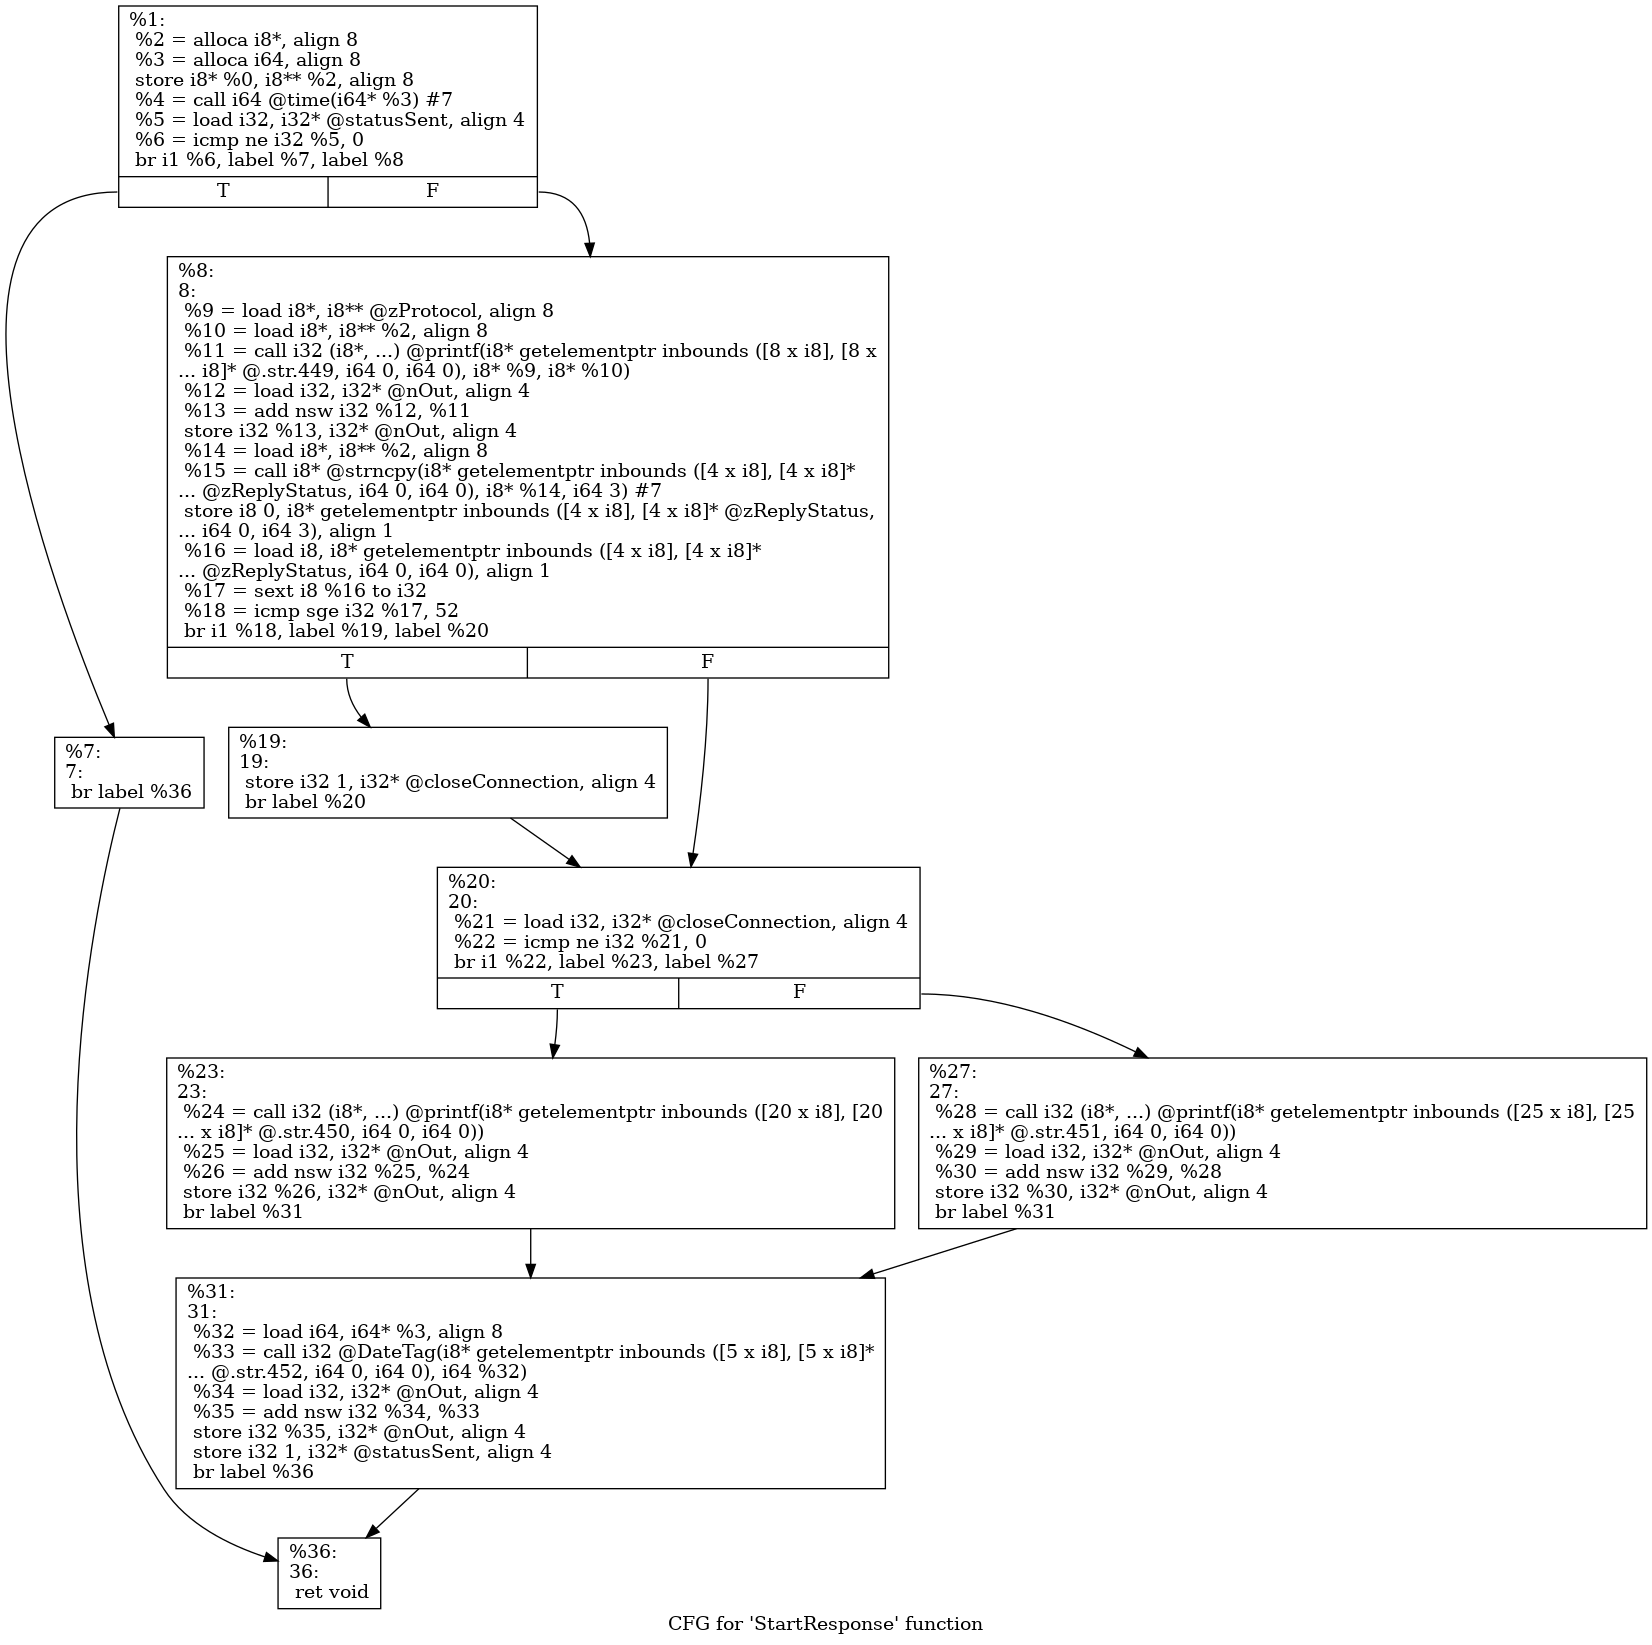 %1:
%2 = alloca i8*, align 8
%3 = alloca i64, align 8
store i8* %0, i8** %2, align 8
%4 = call i64 @time(i64* %3) #7
%5 = load i32, i32* @statusSent, align 4
%6 = icmp ne i32 %5, 0
br i1 %6, label %7, label %8
T
F
%8:
8:
%9 = load i8*, i8** @zProtocol, align 8
%10 = load i8*, i8** %2, align 8
%11 = call i32 (i8*, ...) @printf(i8* getelementptr inbounds ([8 x i8], [8 x
... i8]* @.str.449, i64 0, i64 0), i8* %9, i8* %10)
%12 = load i32, i32* @nOut, align 4
%13 = add nsw i32 %12, %11
store i32 %13, i32* @nOut, align 4
%14 = load i8*, i8** %2, align 8
%15 = call i8* @strncpy(i8* getelementptr inbounds ([4 x i8], [4 x i8]*
... @zReplyStatus, i64 0, i64 0), i8* %14, i64 3) #7
store i8 0, i8* getelementptr inbounds ([4 x i8], [4 x i8]* @zReplyStatus,
... i64 0, i64 3), align 1
%16 = load i8, i8* getelementptr inbounds ([4 x i8], [4 x i8]*
... @zReplyStatus, i64 0, i64 0), align 1
%17 = sext i8 %16 to i32
%18 = icmp sge i32 %17, 52
br i1 %18, label %19, label %20
T
F
%7:
7:
br label %36
%19:
19:
store i32 1, i32* @closeConnection, align 4
br label %20
%20:
20:
%21 = load i32, i32* @closeConnection, align 4
%22 = icmp ne i32 %21, 0
br i1 %22, label %23, label %27
T
F
%23:
23:
%24 = call i32 (i8*, ...) @printf(i8* getelementptr inbounds ([20 x i8], [20
... x i8]* @.str.450, i64 0, i64 0))
%25 = load i32, i32* @nOut, align 4
%26 = add nsw i32 %25, %24
store i32 %26, i32* @nOut, align 4
br label %31
%27:
27:
%28 = call i32 (i8*, ...) @printf(i8* getelementptr inbounds ([25 x i8], [25
... x i8]* @.str.451, i64 0, i64 0))
%29 = load i32, i32* @nOut, align 4
%30 = add nsw i32 %29, %28
store i32 %30, i32* @nOut, align 4
br label %31
%31:
31:
%32 = load i64, i64* %3, align 8
%33 = call i32 @DateTag(i8* getelementptr inbounds ([5 x i8], [5 x i8]*
... @.str.452, i64 0, i64 0), i64 %32)
%34 = load i32, i32* @nOut, align 4
%35 = add nsw i32 %34, %33
store i32 %35, i32* @nOut, align 4
store i32 1, i32* @statusSent, align 4
br label %36
%36:
36:
ret void
CFG for 'StartResponse' function